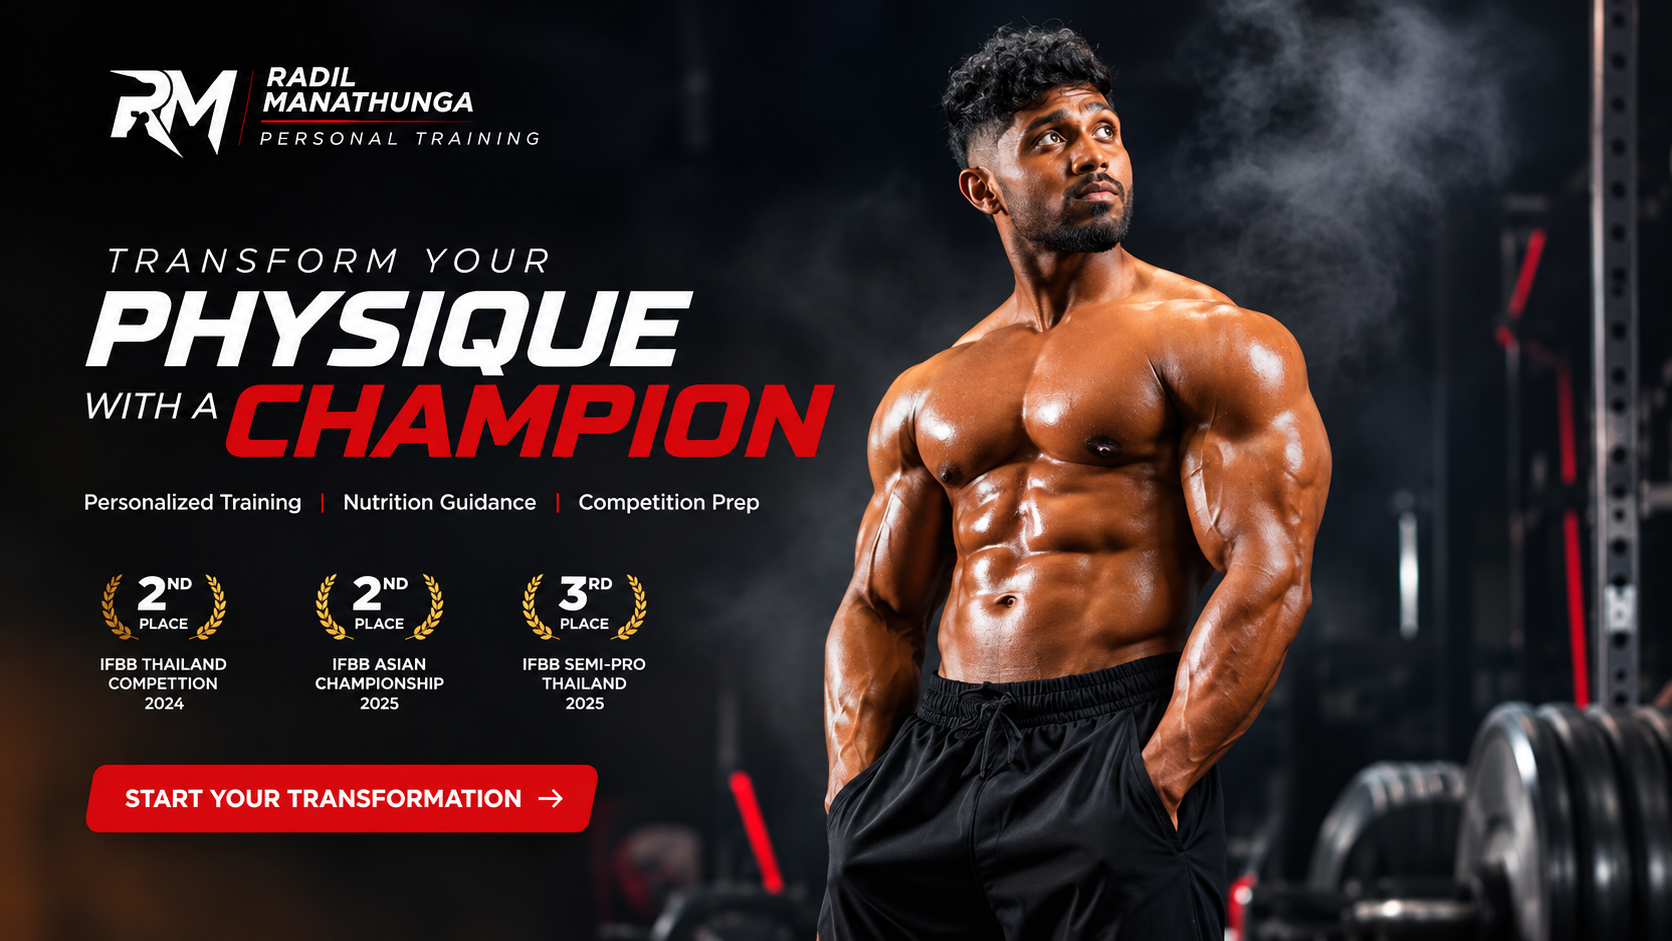 RM
RADIL
MANATHUNGA
PERSONAL TRAINING
TRANSFORM YOUR
PHYSIQUE
WITH A CHAMPION
Personalized Training | Nutrition Guidance | Competition Prep
2ND
PLACE
IFBB THAILAND
COMPETTION
2024
2ND
PLACE
IFBB ASIAN
CHAMPIONSHIP
2025
3RD
PLACE
IFBB SEMI-PRO
THAILAND
2025
START YOUR TRANSFORMATION →